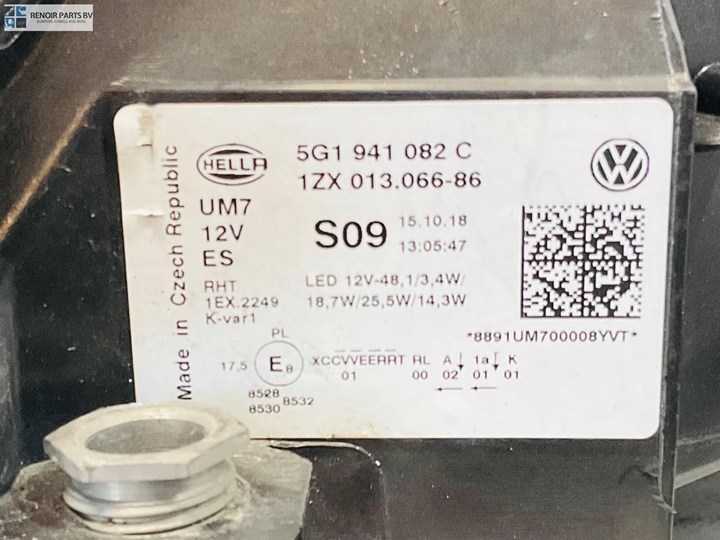 RENOIR PARTS BV
Made in Czech Republic
HELLA
5G1 941 082 C
1ZX 013.066-86
UM7
12V
ES
S09
15.10.18
13:05:47
RHT
1EX.2249
K-var1
LED 12V-48,1/3,4W/
18,7W/25,5W/14,3W
*8891UM700008YVT*
PL
17,5 E8 XCCVVEERRT RL A 1a K
01 00 02 01 01
8528
8530 8532